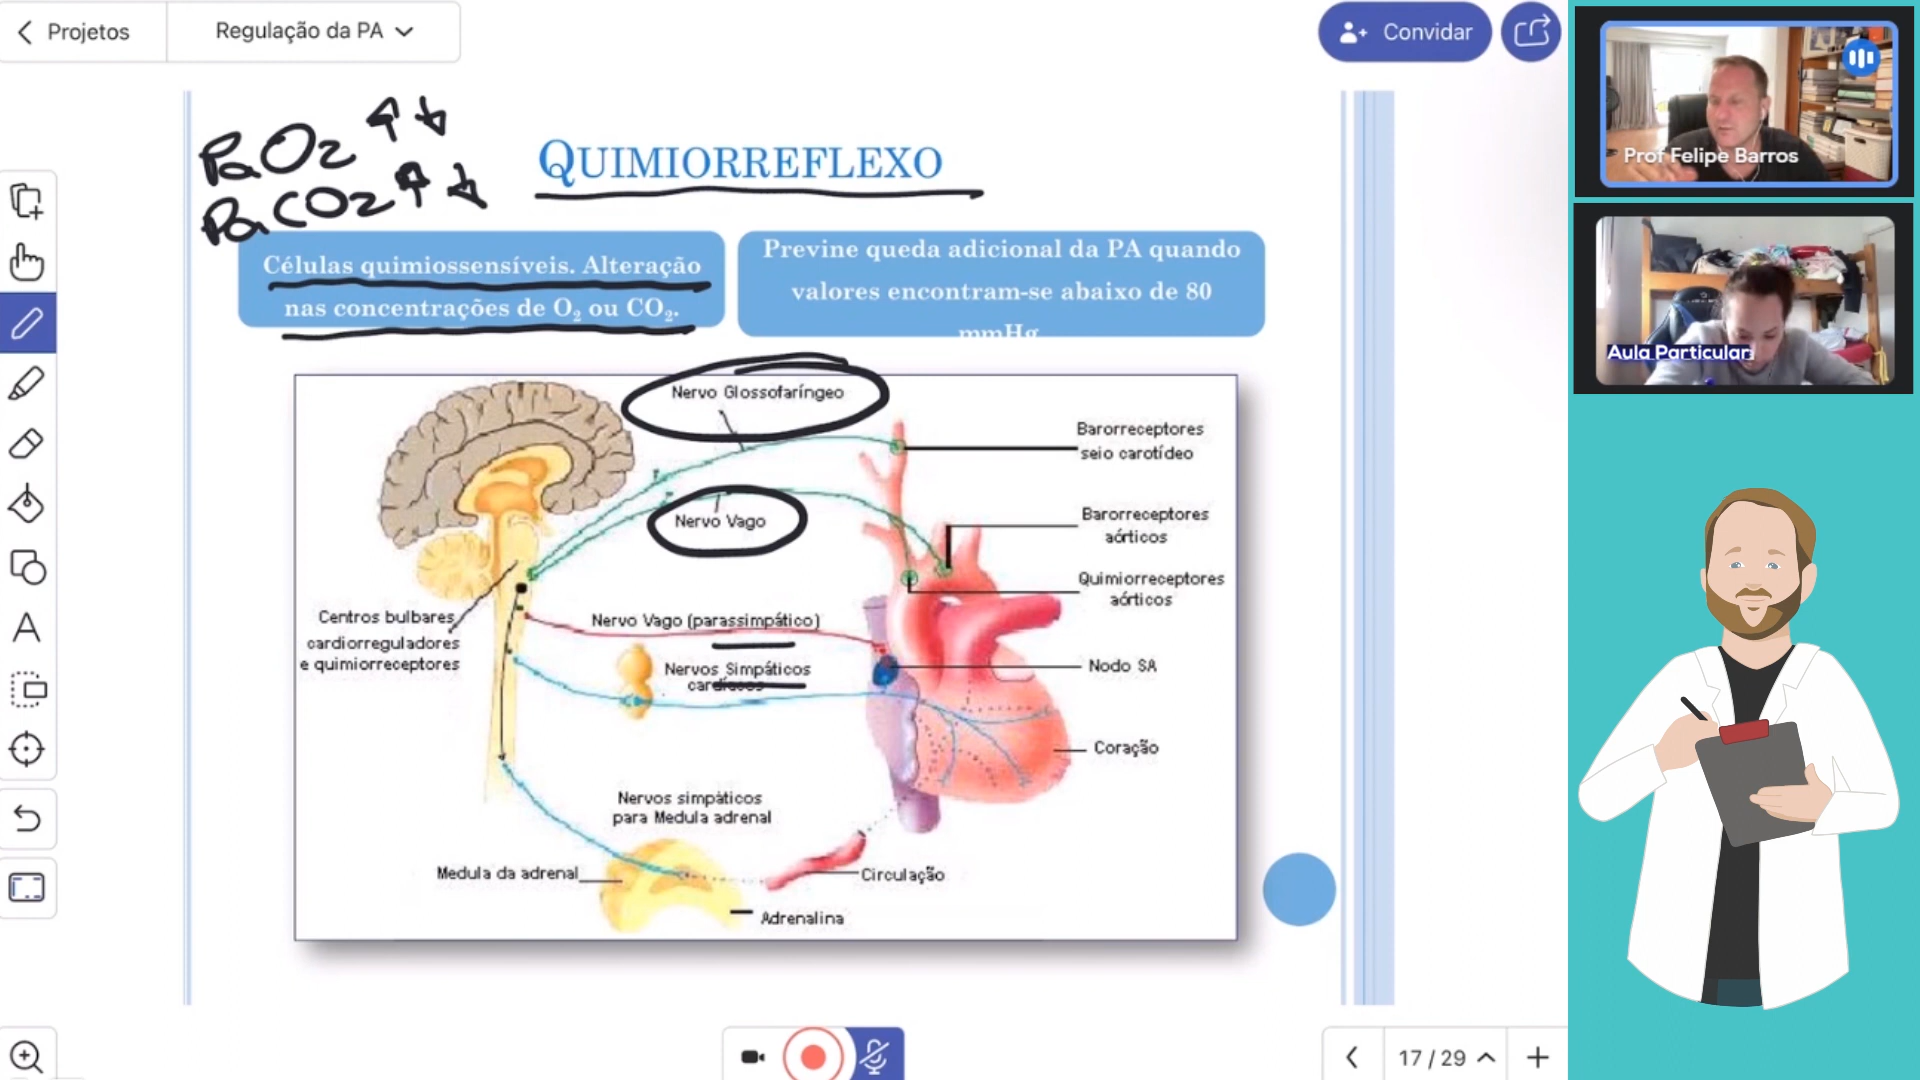 Projetos
Regulação da PA
Convidar
PaO2 ↑ ↓
PaCO2 ↑ ↓
QUIMIORREFLEXO
Células quimiossensíveis. Alteração
nas concentrações de O₂ ou CO₂.
Previne queda adicional da PA quando
valores encontram-se abaixo de 80
mmHg
Nervo Glossofaríngeo
Barorreceptores
seio carotídeo
Nervo Vago
Barorreceptores
aórticos
Quimiorreceptores
aórticos
Centros bulbares
cardiorreguladores
e quimiorreceptores
Nervo Vago (parassimpático)
Nervos Simpáticos
cardíacos
Nodo SA
Coração
Nervos simpáticos
para Medula adrenal
Medula da adrenal
Circulação
Adrenalina
17 / 29
Prof Felipe Barros
Aula Particular